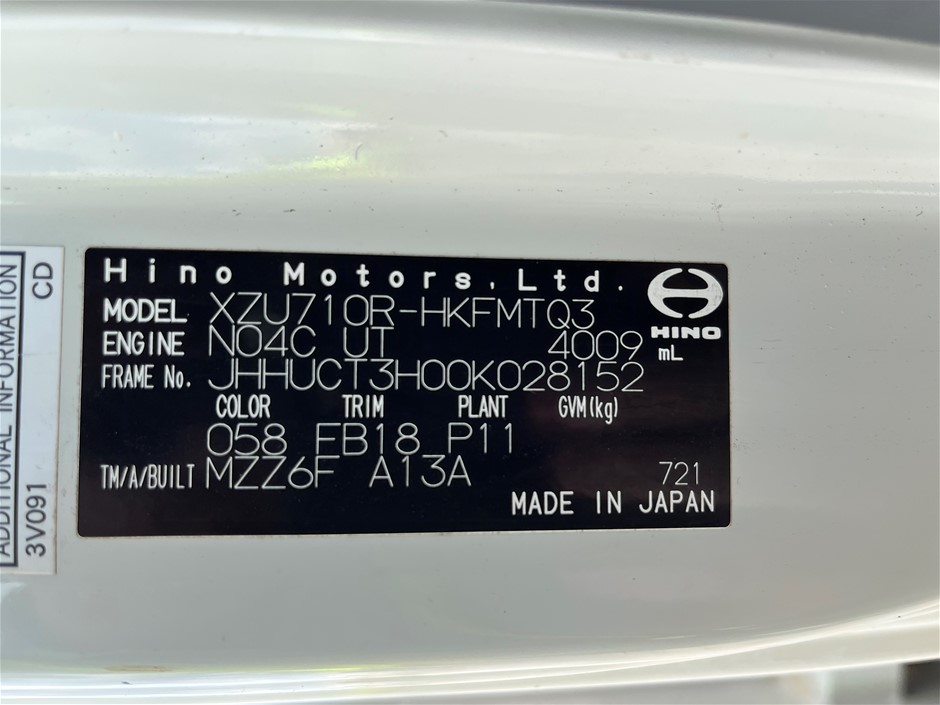 ADDITIONAL INFORMATION
CD
3V091
Hino Motors, Ltd.
HINO
MODEL XZU710R-HKFMTQ3
ENGINE N04C UT 4009 mL
FRAME No. JHHUCT3H00K028152
COLOR TRIM PLANT GVM(kg)
058 FB18 P11
TM/A/BUILT MZZ6F A13A 721
MADE IN JAPAN